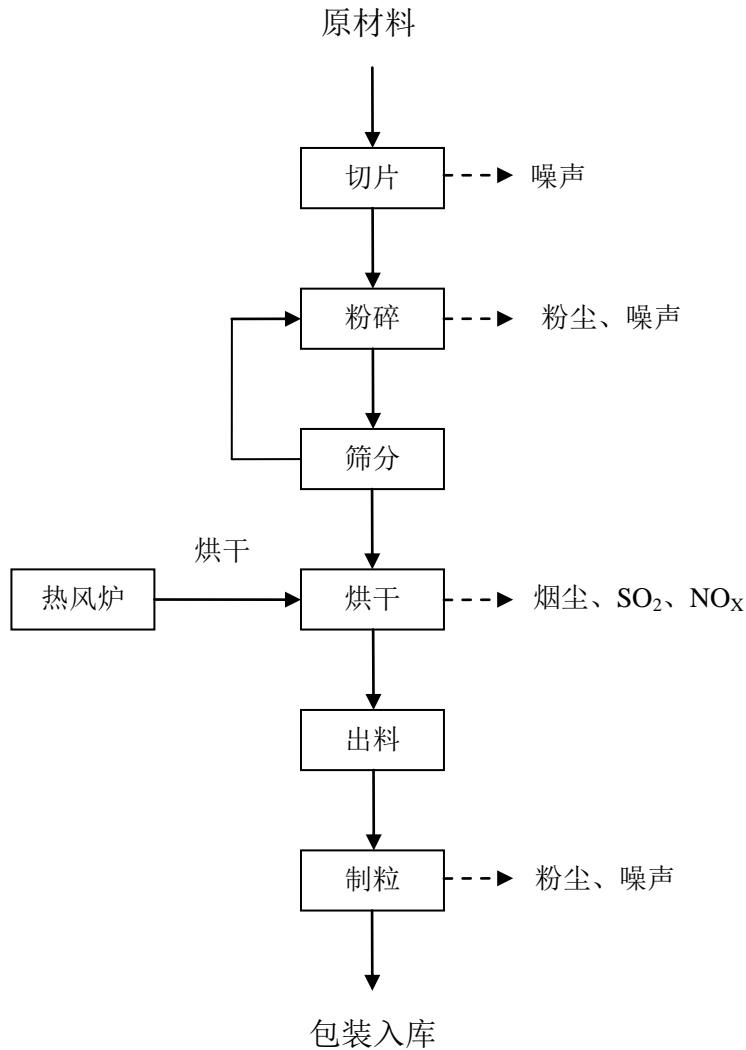 原材料
切片
噪声
粉碎
粉尘、噪声
筛分
烘干
热风炉
烘干
烟尘、SO₂、NOₓ
出料
制粒
粉尘、噪声
包装入库